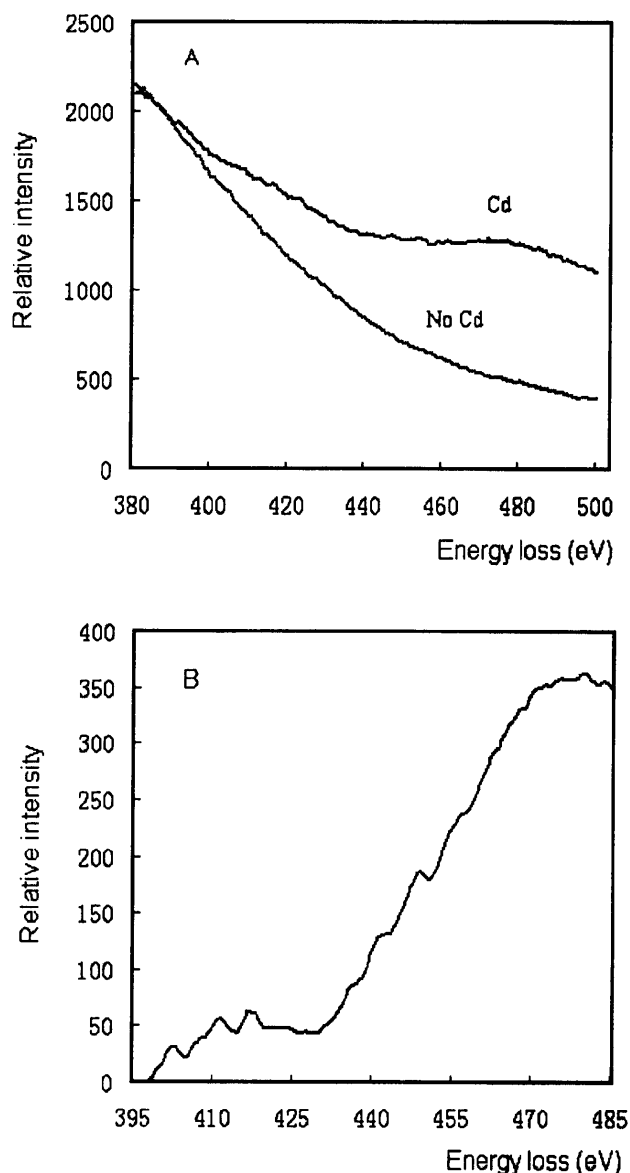 2500
A
2000
1500
1000
500
0
Relative intensity
Cd
No Cd
380 400 420 440 460 480 500
Energy loss (eV)
400
B
350
300
250
200
150
100
50
0
Relative intensity
395 410 425 440 455 470 485
Energy loss (eV)